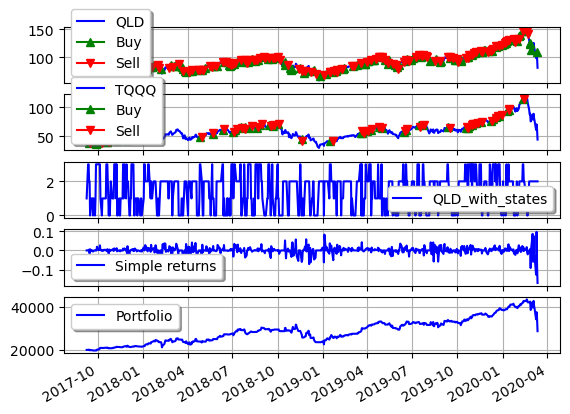 150
100
QLD
Buy
Sell
100
50
TQQQ
Buy
Sell
2
0
QLD_with_states
0.1
0.0
−0.1
Simple returns
40000
20000
Portfolio
2017-10
2018-01
2018-04
2018-07
2018-10
2019-01
2019-04
2019-07
2019-10
2020-01
2020-04